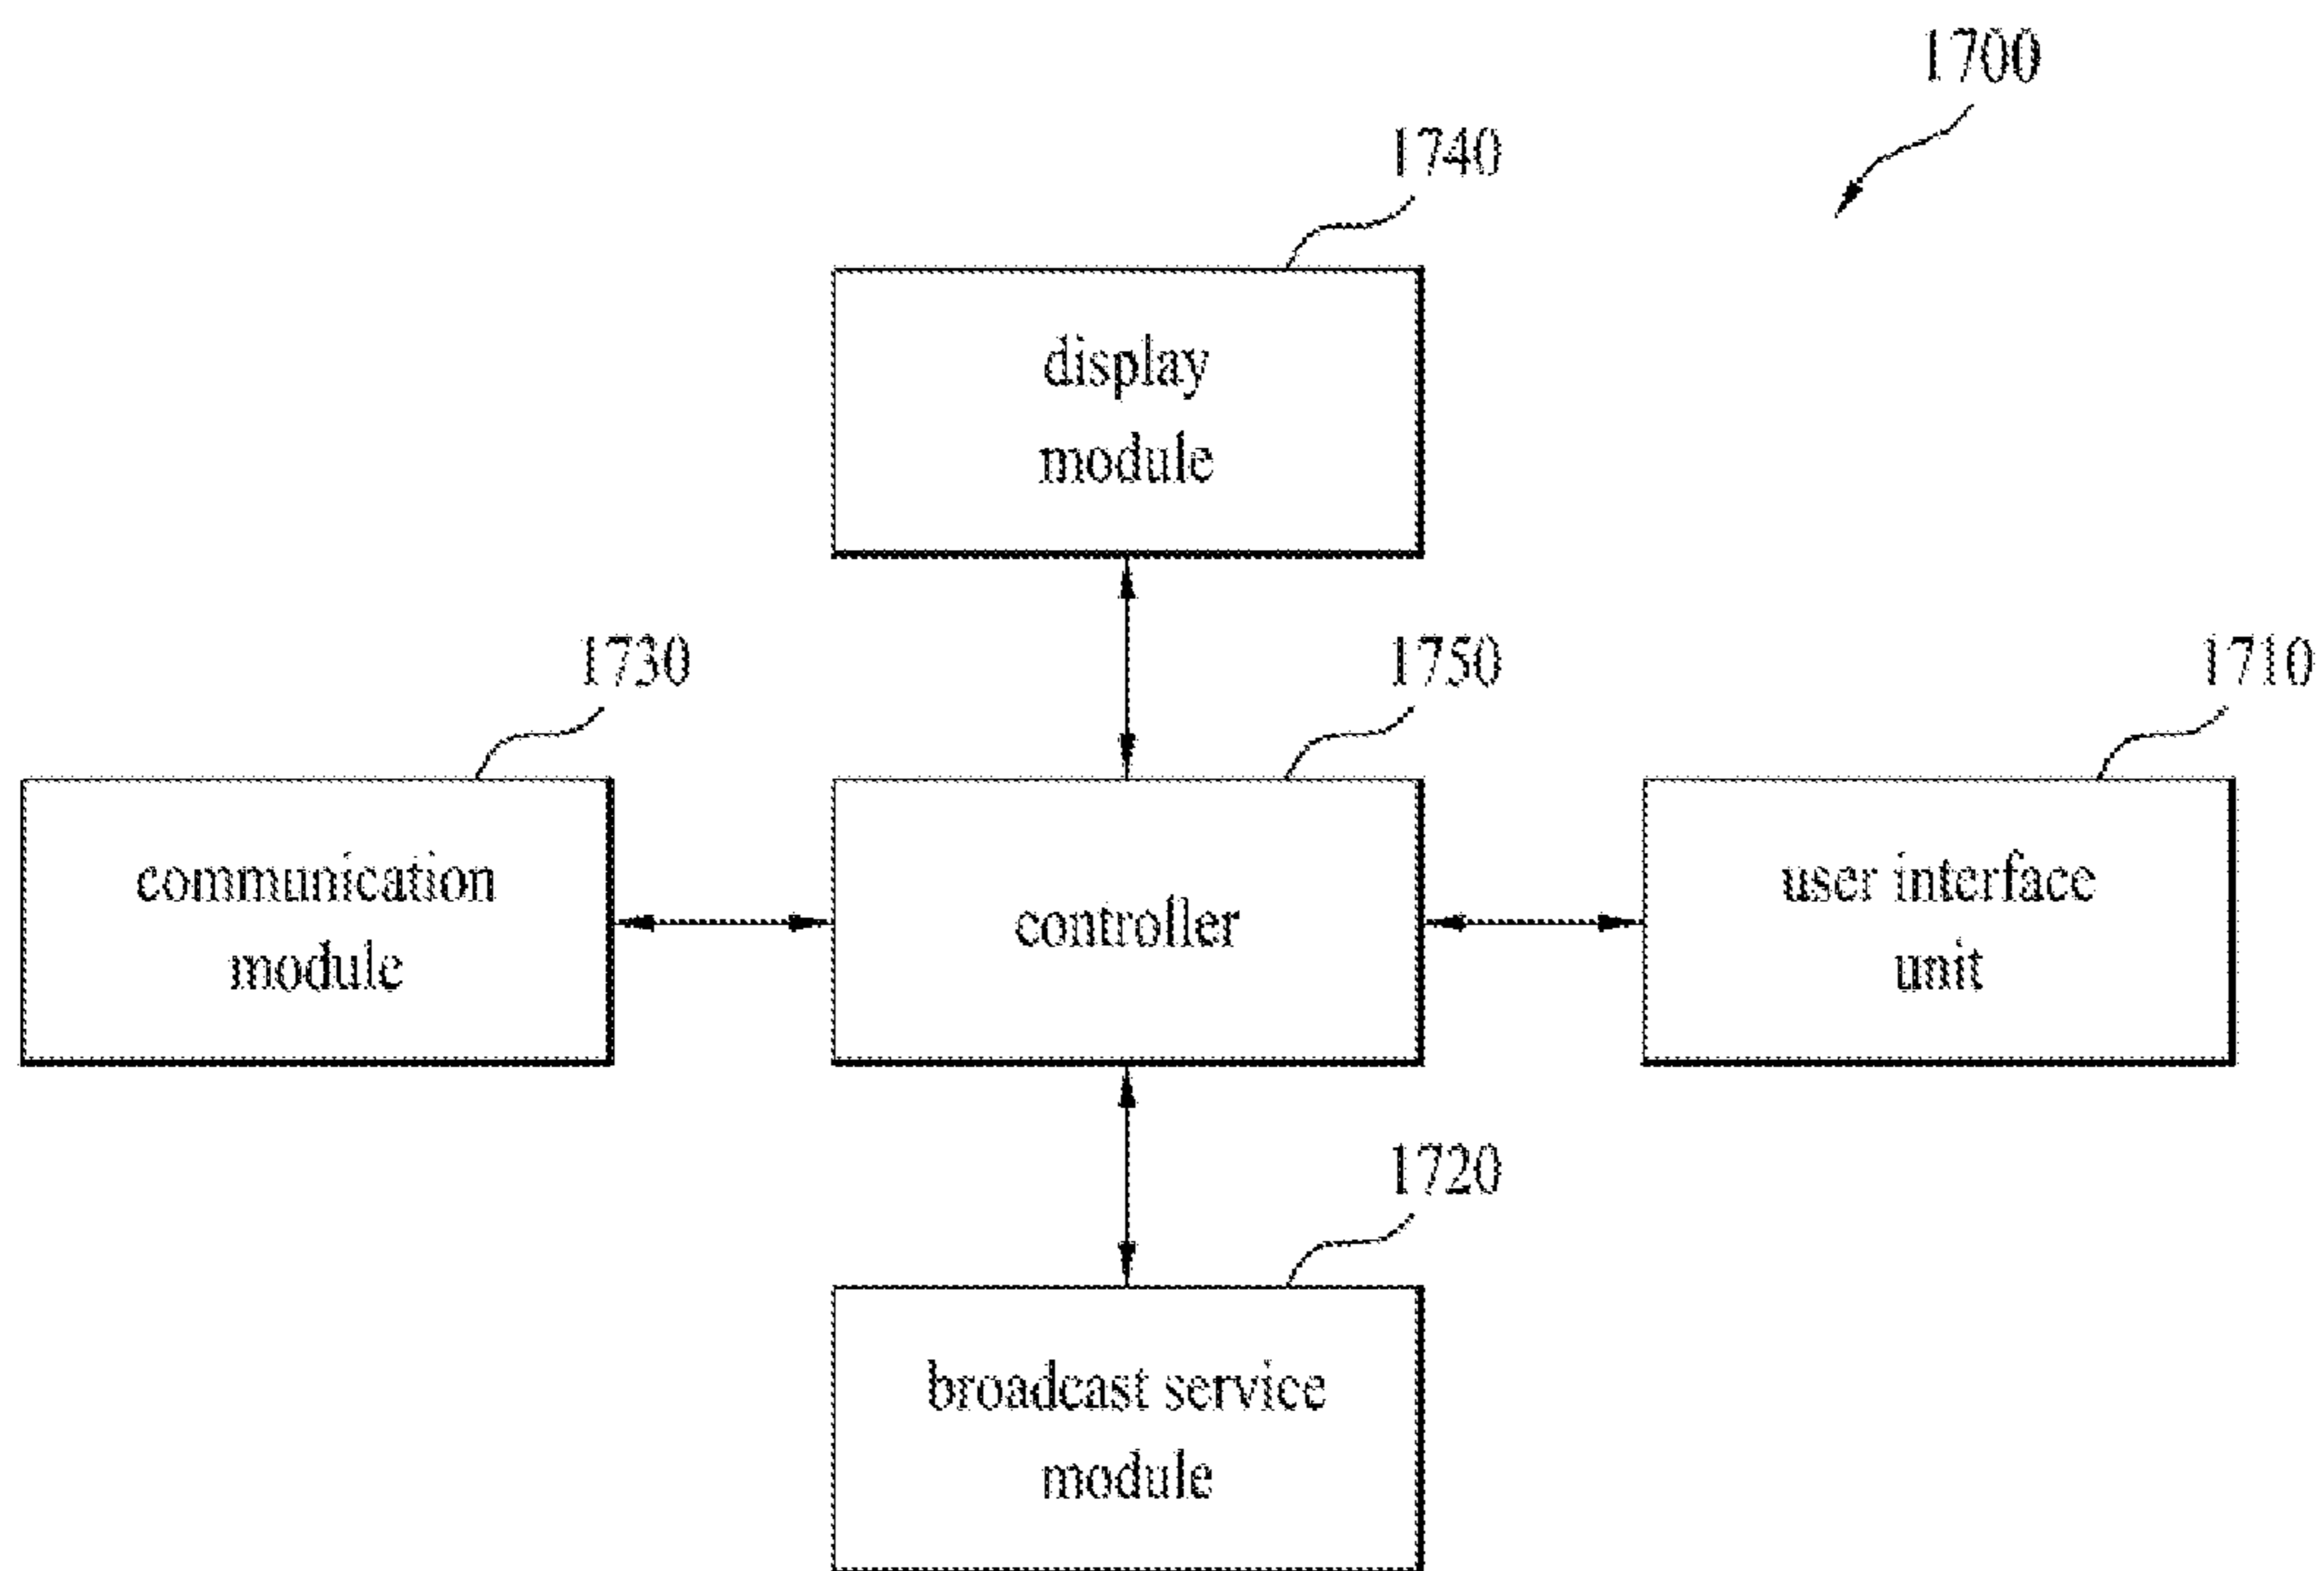 1700
1740
display
module
1730
1750
1710
communication
module
controller
user interface
unit
1720
broadcast service
module